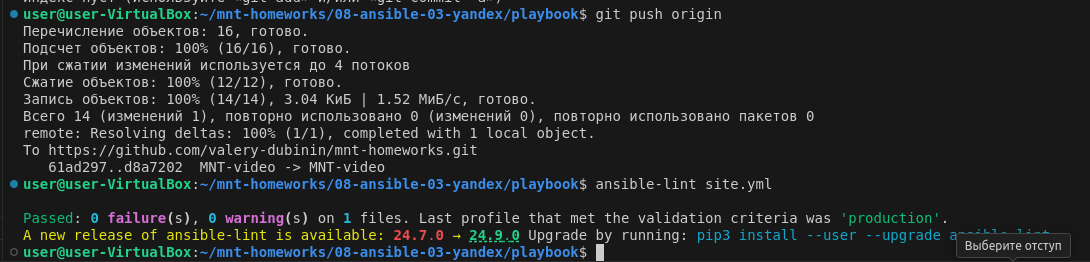 user@user-VirtualBox:~/mnt-homeworks/08-ansible-03-yandex/playbook$ git push origin
Перечисление объектов: 16, готово.
Подсчет объектов: 100% (16/16), готово.
При сжатии изменений используется до 4 потоков
Сжатие объектов: 100% (12/12), готово.
Запись объектов: 100% (14/14), 3.04 КиБ | 1.52 МиБ/с, готово.
Всего 14 (изменений 1), повторно использовано 0 (изменений 0), повторно использовано пакетов 0
remote: Resolving deltas: 100% (1/1), completed with 1 local object.
To https://github.com/valery-dubinin/mnt-homeworks.git
61ad297..d8a7202 MNT-video -> MNT-video
user@user-VirtualBox:~/mnt-homeworks/08-ansible-03-yandex/playbook$ ansible-lint site.yml
Passed: 0 failure(s), 0 warning(s) on 1 files. Last profile that met the validation criteria was 'production'.
A new release of ansible-lint is available: 24.7.0 → 24.9.0 Upgrade by running: pip3 install --user --upgrade ansible-lint
user@user-VirtualBox:~/mnt-homeworks/08-ansible-03-yandex/playbook$
Выберите отступ